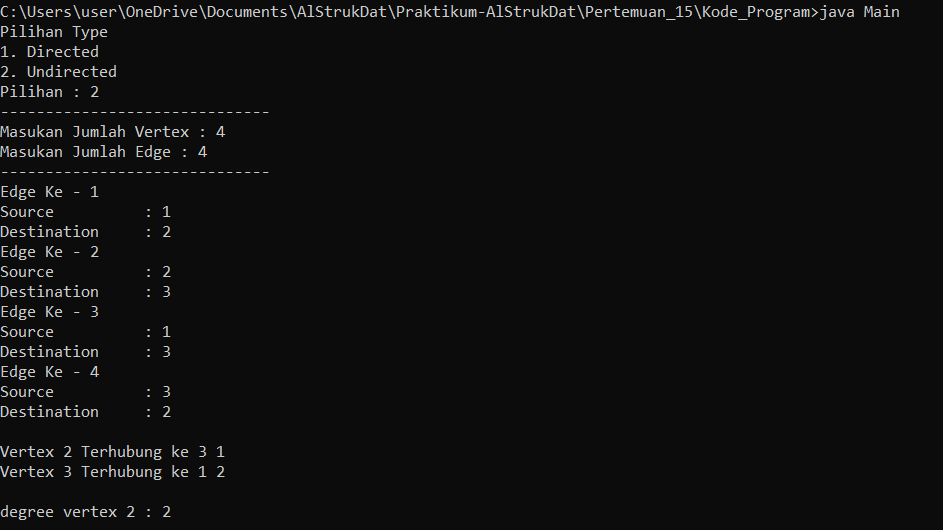 C:\Users\user\OneDrive\Documents\AlStrukDat\Praktikum-AlStrukDat\Pertemuan_15\Kode_Program>java Main
Pilihan Type
1. Directed
2. Undirected
Pilihan : 2
------------------------------
Masukan Jumlah Vertex : 4
Masukan Jumlah Edge : 4
------------------------------
Edge Ke - 1
Source          : 1
Destination     : 2
Edge Ke - 2
Source          : 2
Destination     : 3
Edge Ke - 3
Source          : 1
Destination     : 3
Edge Ke - 4
Source          : 3
Destination     : 2
Vertex 2 Terhubung ke 3 1
Vertex 3 Terhubung ke 1 2
degree vertex 2 : 2